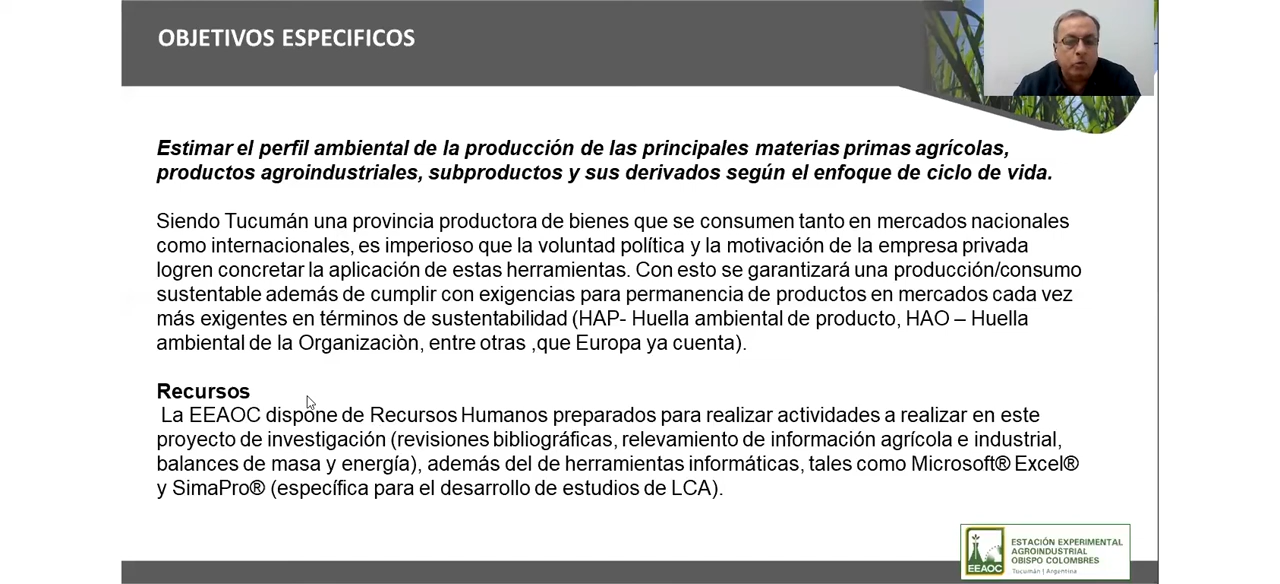 OBJETIVOS ESPECIFICOS
Estimar el perfil ambiental de la producción de las principales materias primas agrícolas,
productos agroindustriales, subproductos y sus derivados según el enfoque de ciclo de vida.
Siendo Tucumán una provincia productora de bienes que se consumen tanto en mercados nacionales
como internacionales, es imperioso que la voluntad política y la motivación de la empresa privada
logren concretar la aplicación de estas herramientas. Con esto se garantizará una producción/consumo
sustentable además de cumplir con exigencias para permanencia de productos en mercados cada vez
más exigentes en términos de sustentabilidad (HAP- Huella ambiental de producto, HAO – Huella
ambiental de la Organizaciòn, entre otras ,que Europa ya cuenta).
Recursos
La EEAOC dispone de Recursos Humanos preparados para realizar actividades a realizar en este
proyecto de investigación (revisiones bibliográficas, relevamiento de información agrícola e industrial,
balances de masa y energía), además del de herramientas informáticas, tales como Microsoft® Excel®
y SimaPro® (específica para el desarrollo de estudios de LCA).
ESTACIÓN EXPERIMENTAL
AGROINDUSTRIAL
OBISPO COLOMBRES
Tucumán | Argentina
EEAOC